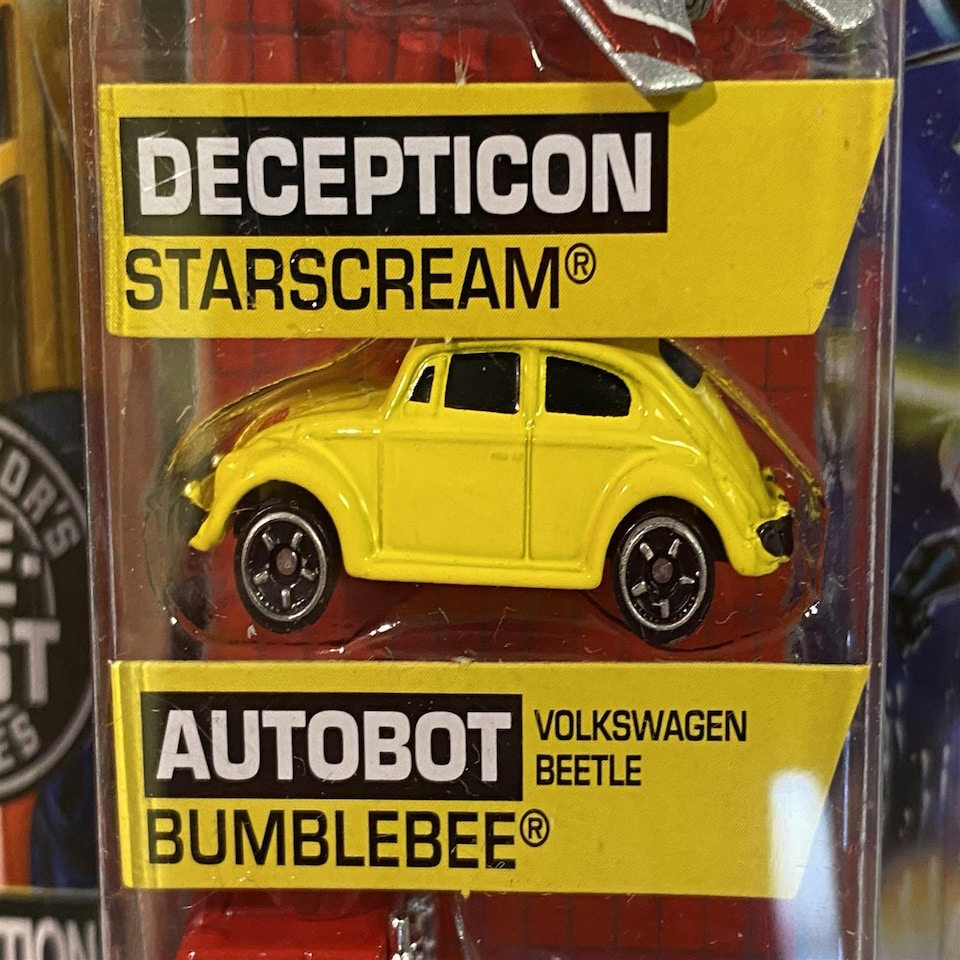 DECEPTICON
STARSCREAM®
AUTOBOT
VOLKSWAGEN
BEETLE
BUMBLEBEE®